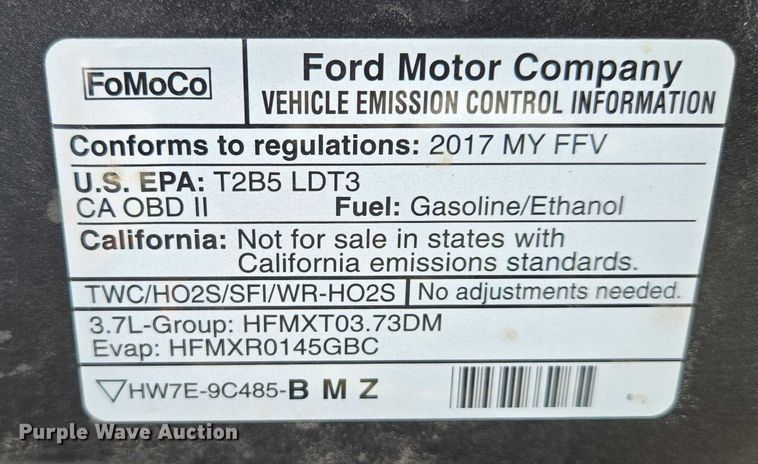 FoMoCo
Ford Motor Company
VEHICLE EMISSION CONTROL INFORMATION
Conforms to regulations: 2017 MY FFV
U.S. EPA: T2B5 LDT3
CA OBD II Fuel: Gasoline/Ethanol
California: Not for sale in states with
California emissions standards.
TWC/HO2S/SFI/WR-HO2S No adjustments needed.
3.7L-Group: HFMXT03.73DM
Evap: HFMXR0145GBC
HW7E-9C485-B M Z
Purple Wave Auction